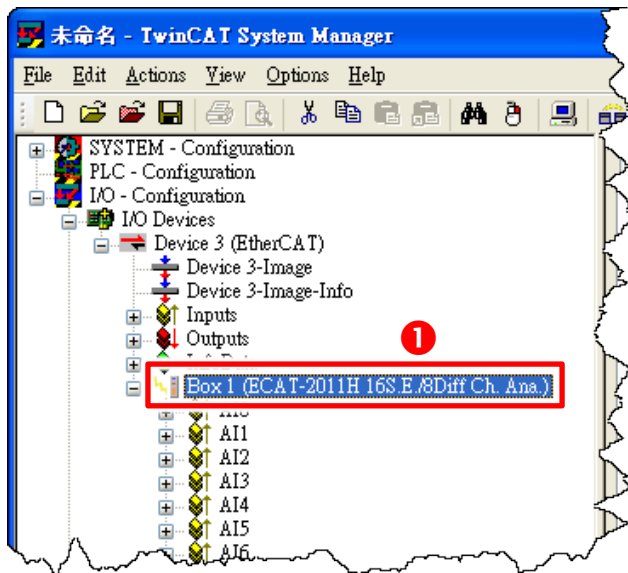 未命名 - TwinCAT System Manager
File Edit Actions View Options Help
SYSTEM - Configuration
PLC - Configuration
I/O - Configuration
I/O Devices
Device 3 (EtherCAT)
Device 3-Image
Device 3-Image-Info
Inputs
Outputs
1
Box 1 (ECAT-2011H 16S.E./8Diff Ch. Ana.)
AI1
AI2
AI3
AI4
AI5
AI6